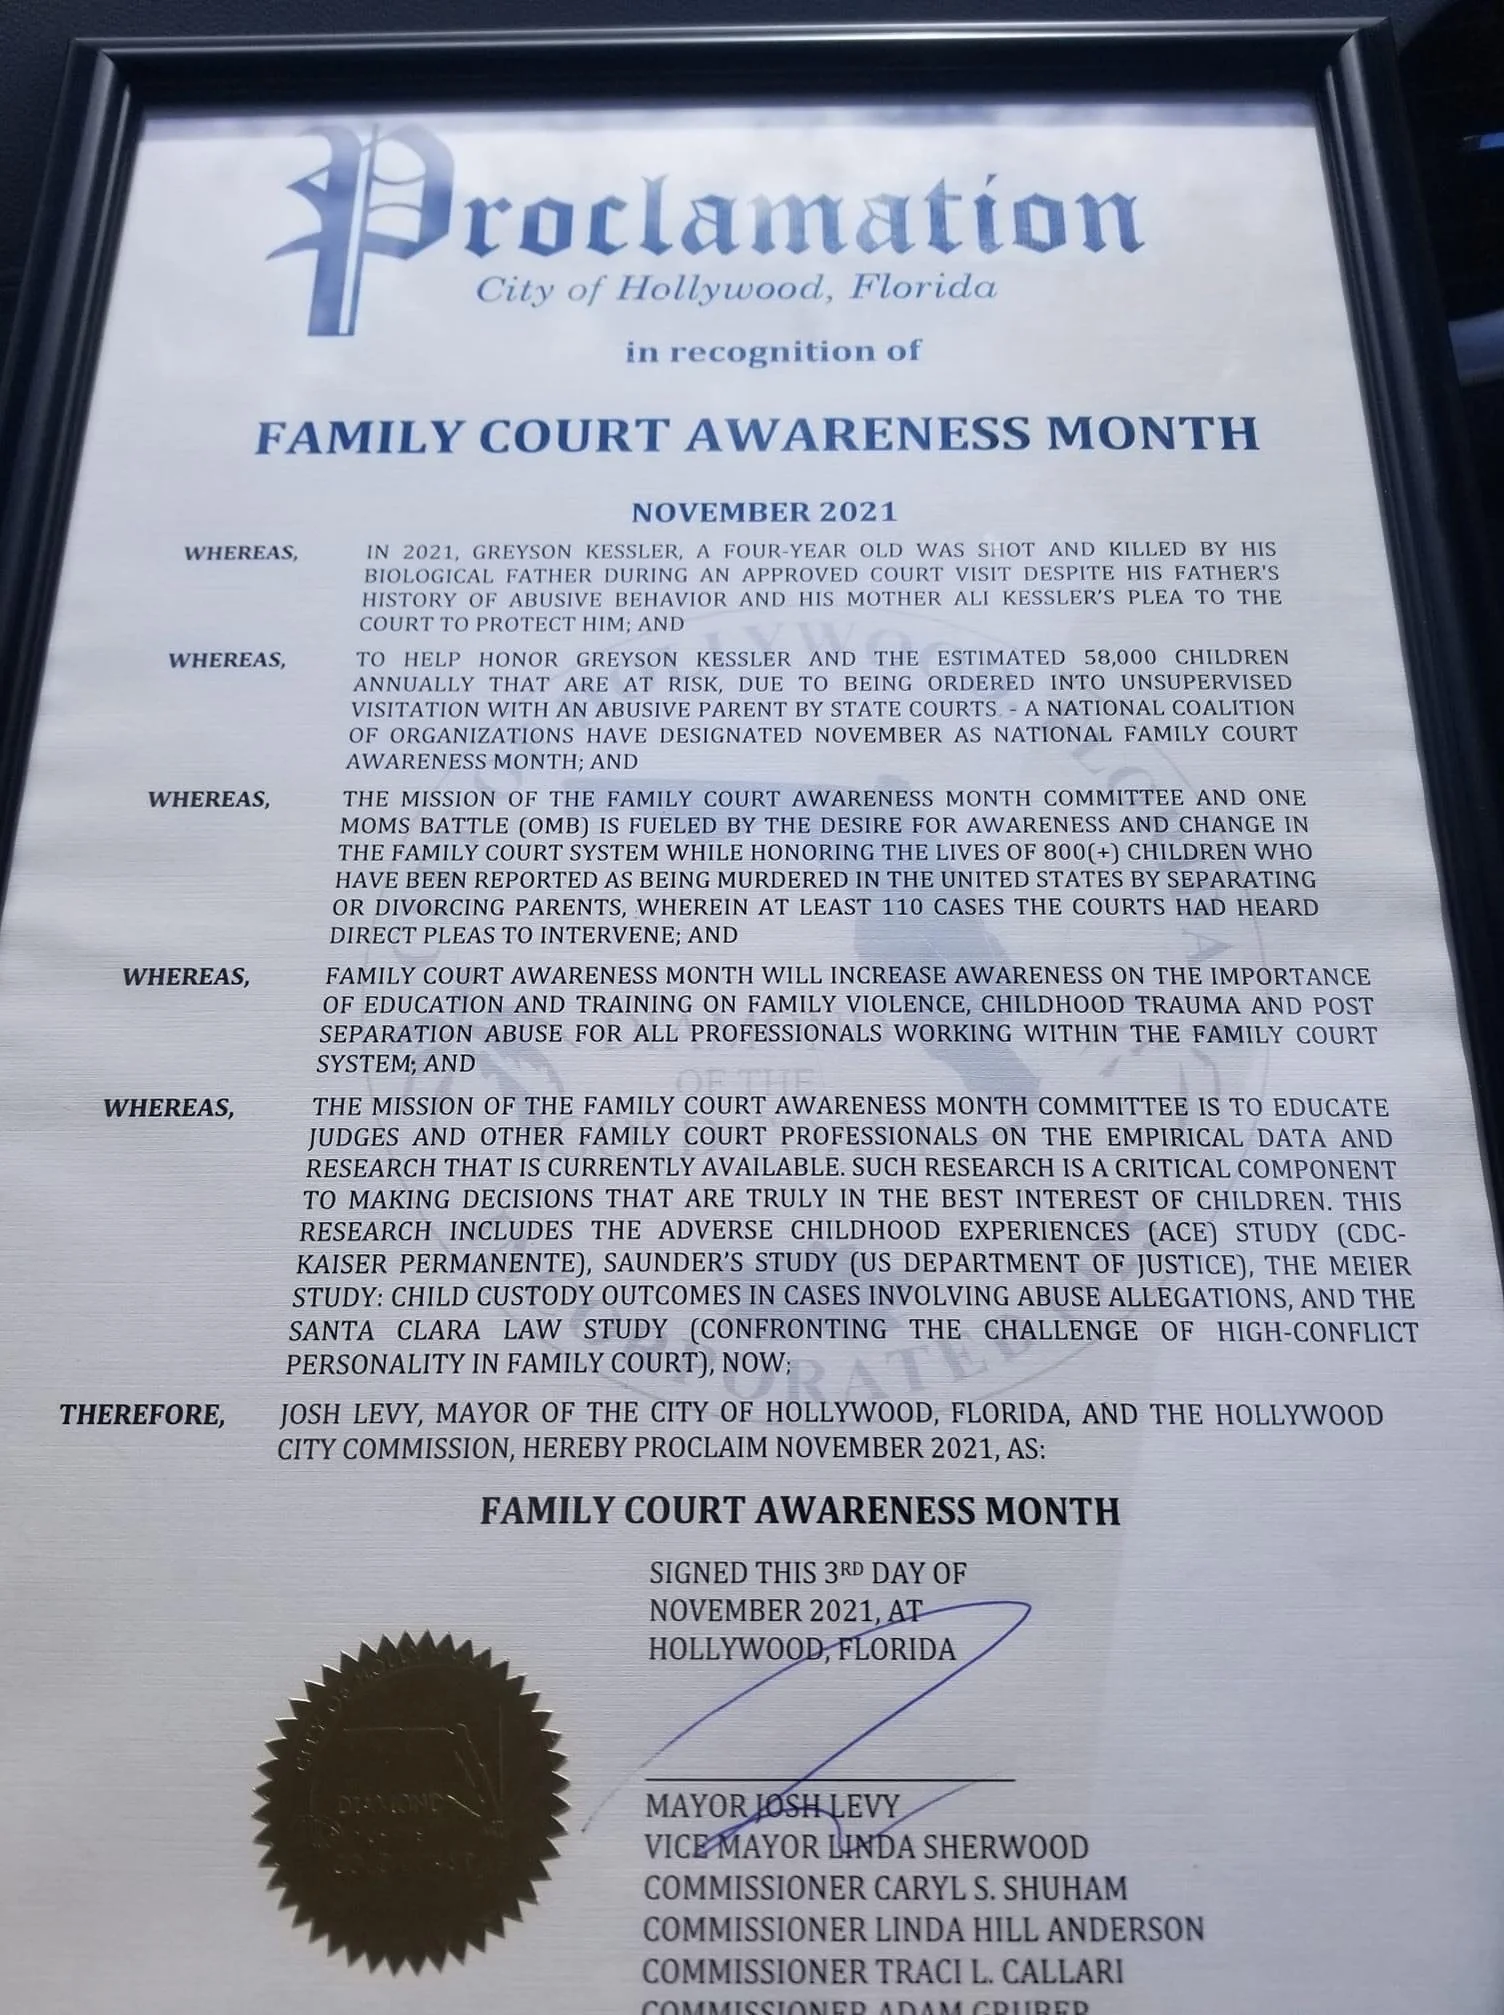 Proclamation
City of Hollywood, Florida
in recognition of
FAMILY COURT AWARENESS MONTH
NOVEMBER 2021
WHEREAS, IN 2021, GREYSON KESSLER, A FOUR-YEAR OLD WAS SHOT AND KILLED BY HIS
BIOLOGICAL FATHER DURING AN APPROVED COURT VISIT DESPITE HIS FATHER'S
HISTORY OF ABUSIVE BEHAVIOR AND HIS MOTHER ALI KESSLER'S PLEA TO THE
COURT TO PROTECT HIM; AND
WHEREAS, TO HELP HONOR GREYSON KESSLER AND THE ESTIMATED 58,000 CHILDREN
ANNUALLY THAT ARE AT RISK, DUE TO BEING ORDERED INTO UNSUPERVISED
VISITATION WITH AN ABUSIVE PARENT BY STATE COURTS. - A NATIONAL COALITION
OF ORGANIZATIONS HAVE DESIGNATED NOVEMBER AS NATIONAL FAMILY COURT
AWARENESS MONTH; AND
WHEREAS, THE MISSION OF THE FAMILY COURT AWARENESS MONTH COMMITTEE AND ONE
MOMS BATTLE (OMB) IS FUELED BY THE DESIRE FOR AWARENESS AND CHANGE IN
THE FAMILY COURT SYSTEM WHILE HONORING THE LIVES OF 800(+) CHILDREN WHO
HAVE BEEN REPORTED AS BEING MURDERED IN THE UNITED STATES BY SEPARATING
OR DIVORCING PARENTS, WHEREIN AT LEAST 110 CASES THE COURTS HAD HEARD
DIRECT PLEAS TO INTERVENE; AND
WHEREAS, FAMILY COURT AWARENESS MONTH WILL INCREASE AWARENESS ON THE IMPORTANCE
OF EDUCATION AND TRAINING ON FAMILY VIOLENCE, CHILDHOOD TRAUMA AND POST
SEPARATION ABUSE FOR ALL PROFESSIONALS WORKING WITHIN THE FAMILY COURT
SYSTEM; AND
WHEREAS, THE MISSION OF THE FAMILY COURT AWARENESS MONTH COMMITTEE IS TO EDUCATE
JUDGES AND OTHER FAMILY COURT PROFESSIONALS ON THE EMPIRICAL DATA AND
RESEARCH THAT IS CURRENTLY AVAILABLE. SUCH RESEARCH IS A CRITICAL COMPONENT
TO MAKING DECISIONS THAT ARE TRULY IN THE BEST INTEREST OF CHILDREN. THIS
RESEARCH INCLUDES THE ADVERSE CHILDHOOD EXPERIENCES (ACE) STUDY (CDC-
KAISER PERMANENTE), SAUNDER'S STUDY (US DEPARTMENT OF JUSTICE), THE MEIER
STUDY: CHILD CUSTODY OUTCOMES IN CASES INVOLVING ABUSE ALLEGATIONS, AND THE
SANTA CLARA LAW STUDY (CONFRONTING THE CHALLENGE OF HIGH-CONFLICT
PERSONALITY IN FAMILY COURT), NOW;
THEREFORE, JOSH LEVY, MAYOR OF THE CITY OF HOLLYWOOD, FLORIDA, AND THE HOLLYWOOD
CITY COMMISSION, HEREBY PROCLAIM NOVEMBER 2021, AS:
FAMILY COURT AWARENESS MONTH
SIGNED THIS 3RD DAY OF
NOVEMBER 2021, AT
HOLLYWOOD, FLORIDA
MAYOR JOSH LEVY
VICE MAYOR LINDA SHERWOOD
COMMISSIONER CARYL S. SHUHAM
COMMISSIONER LINDA HILL ANDERSON
COMMISSIONER TRACI L. CALLARI
COMMISSIONER ADAM GRUBER
CITY OF HOLLYWOOD, FLORIDA
DIAMOND
OF THE
GOLD COAST
INCORPORATED
DIAMOND